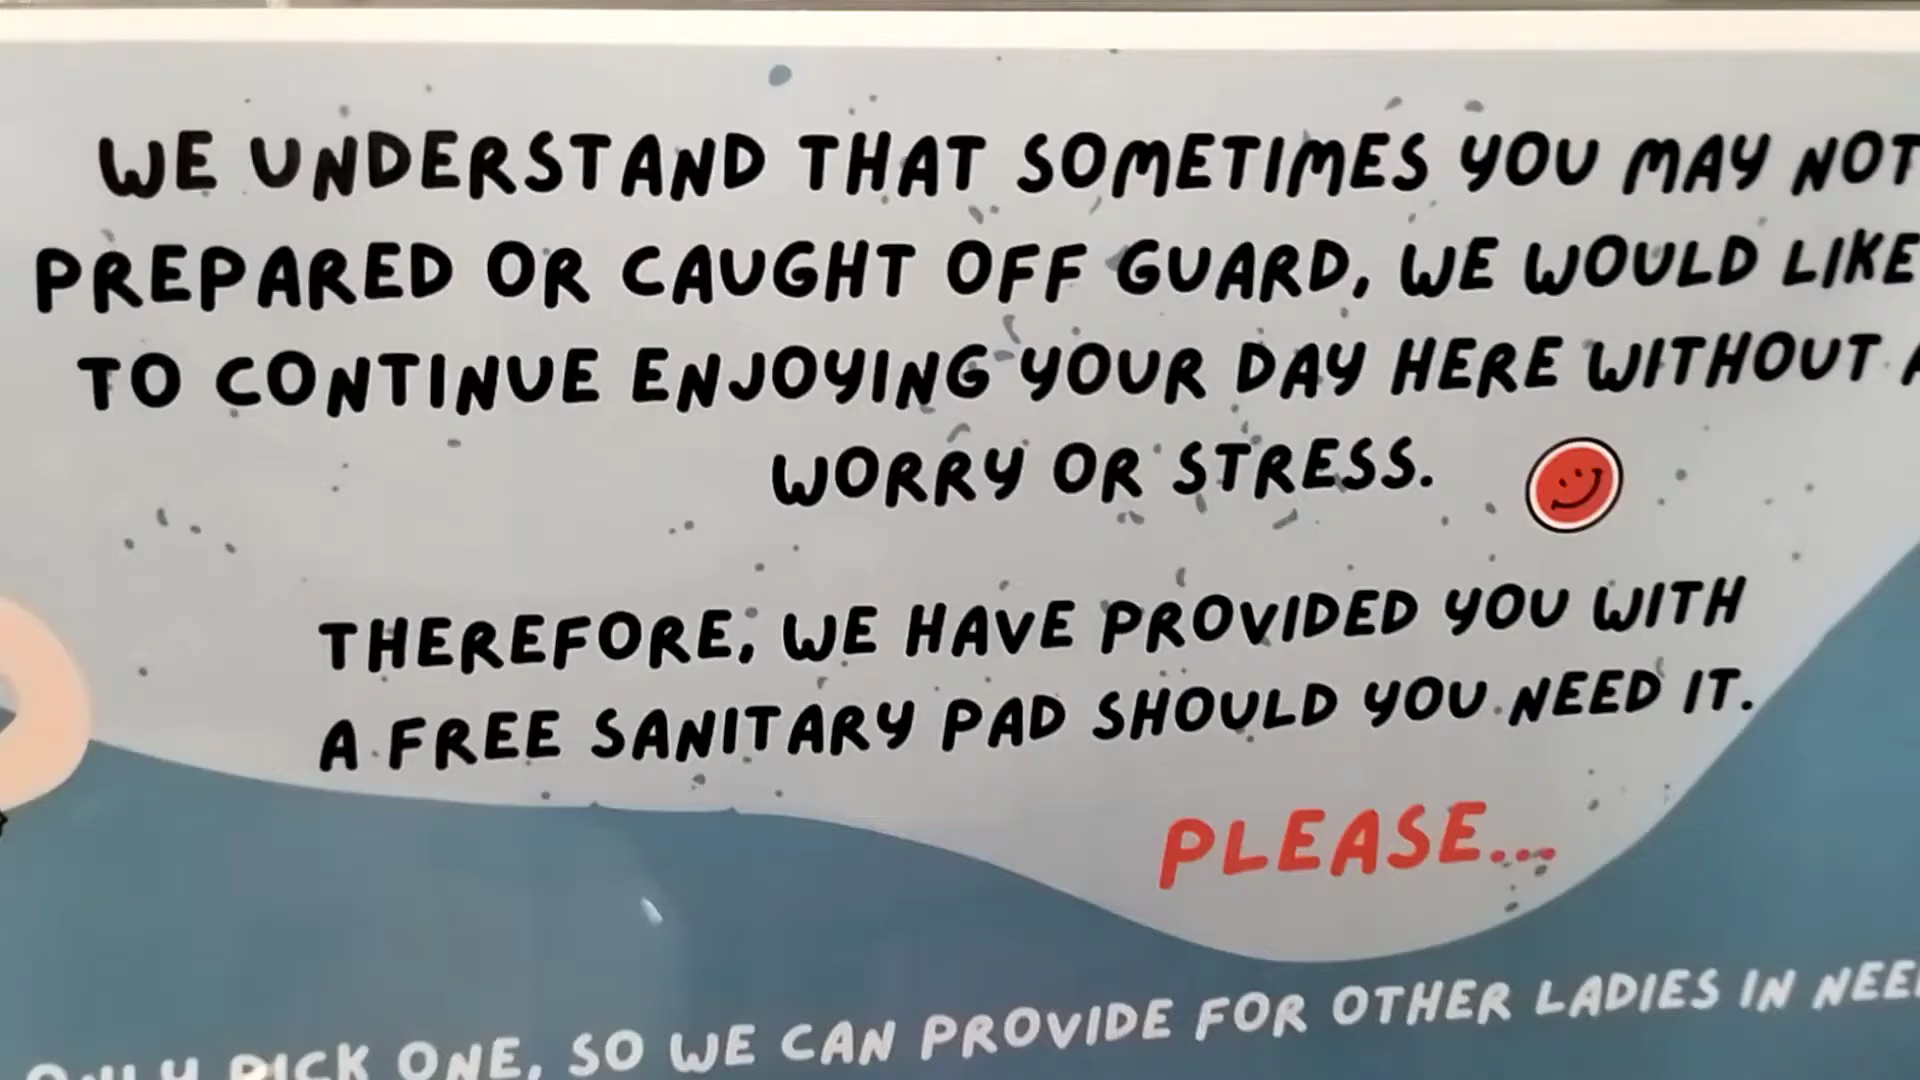 WE UNDERSTAND THAT SOMETIMES YOU MAY NOT
PREPARED OR CAUGHT OFF GUARD, WE WOULD LIKE
TO CONTINUE ENJOYING YOUR DAY HERE WITHOUT
WORRY OR STRESS.
THEREFORE, WE HAVE PROVIDED YOU WITH
A FREE SANITARY PAD SHOULD YOU NEED IT.
PLEASE...
ONLY PICK ONE, SO WE CAN PROVIDE FOR OTHER LADIES IN